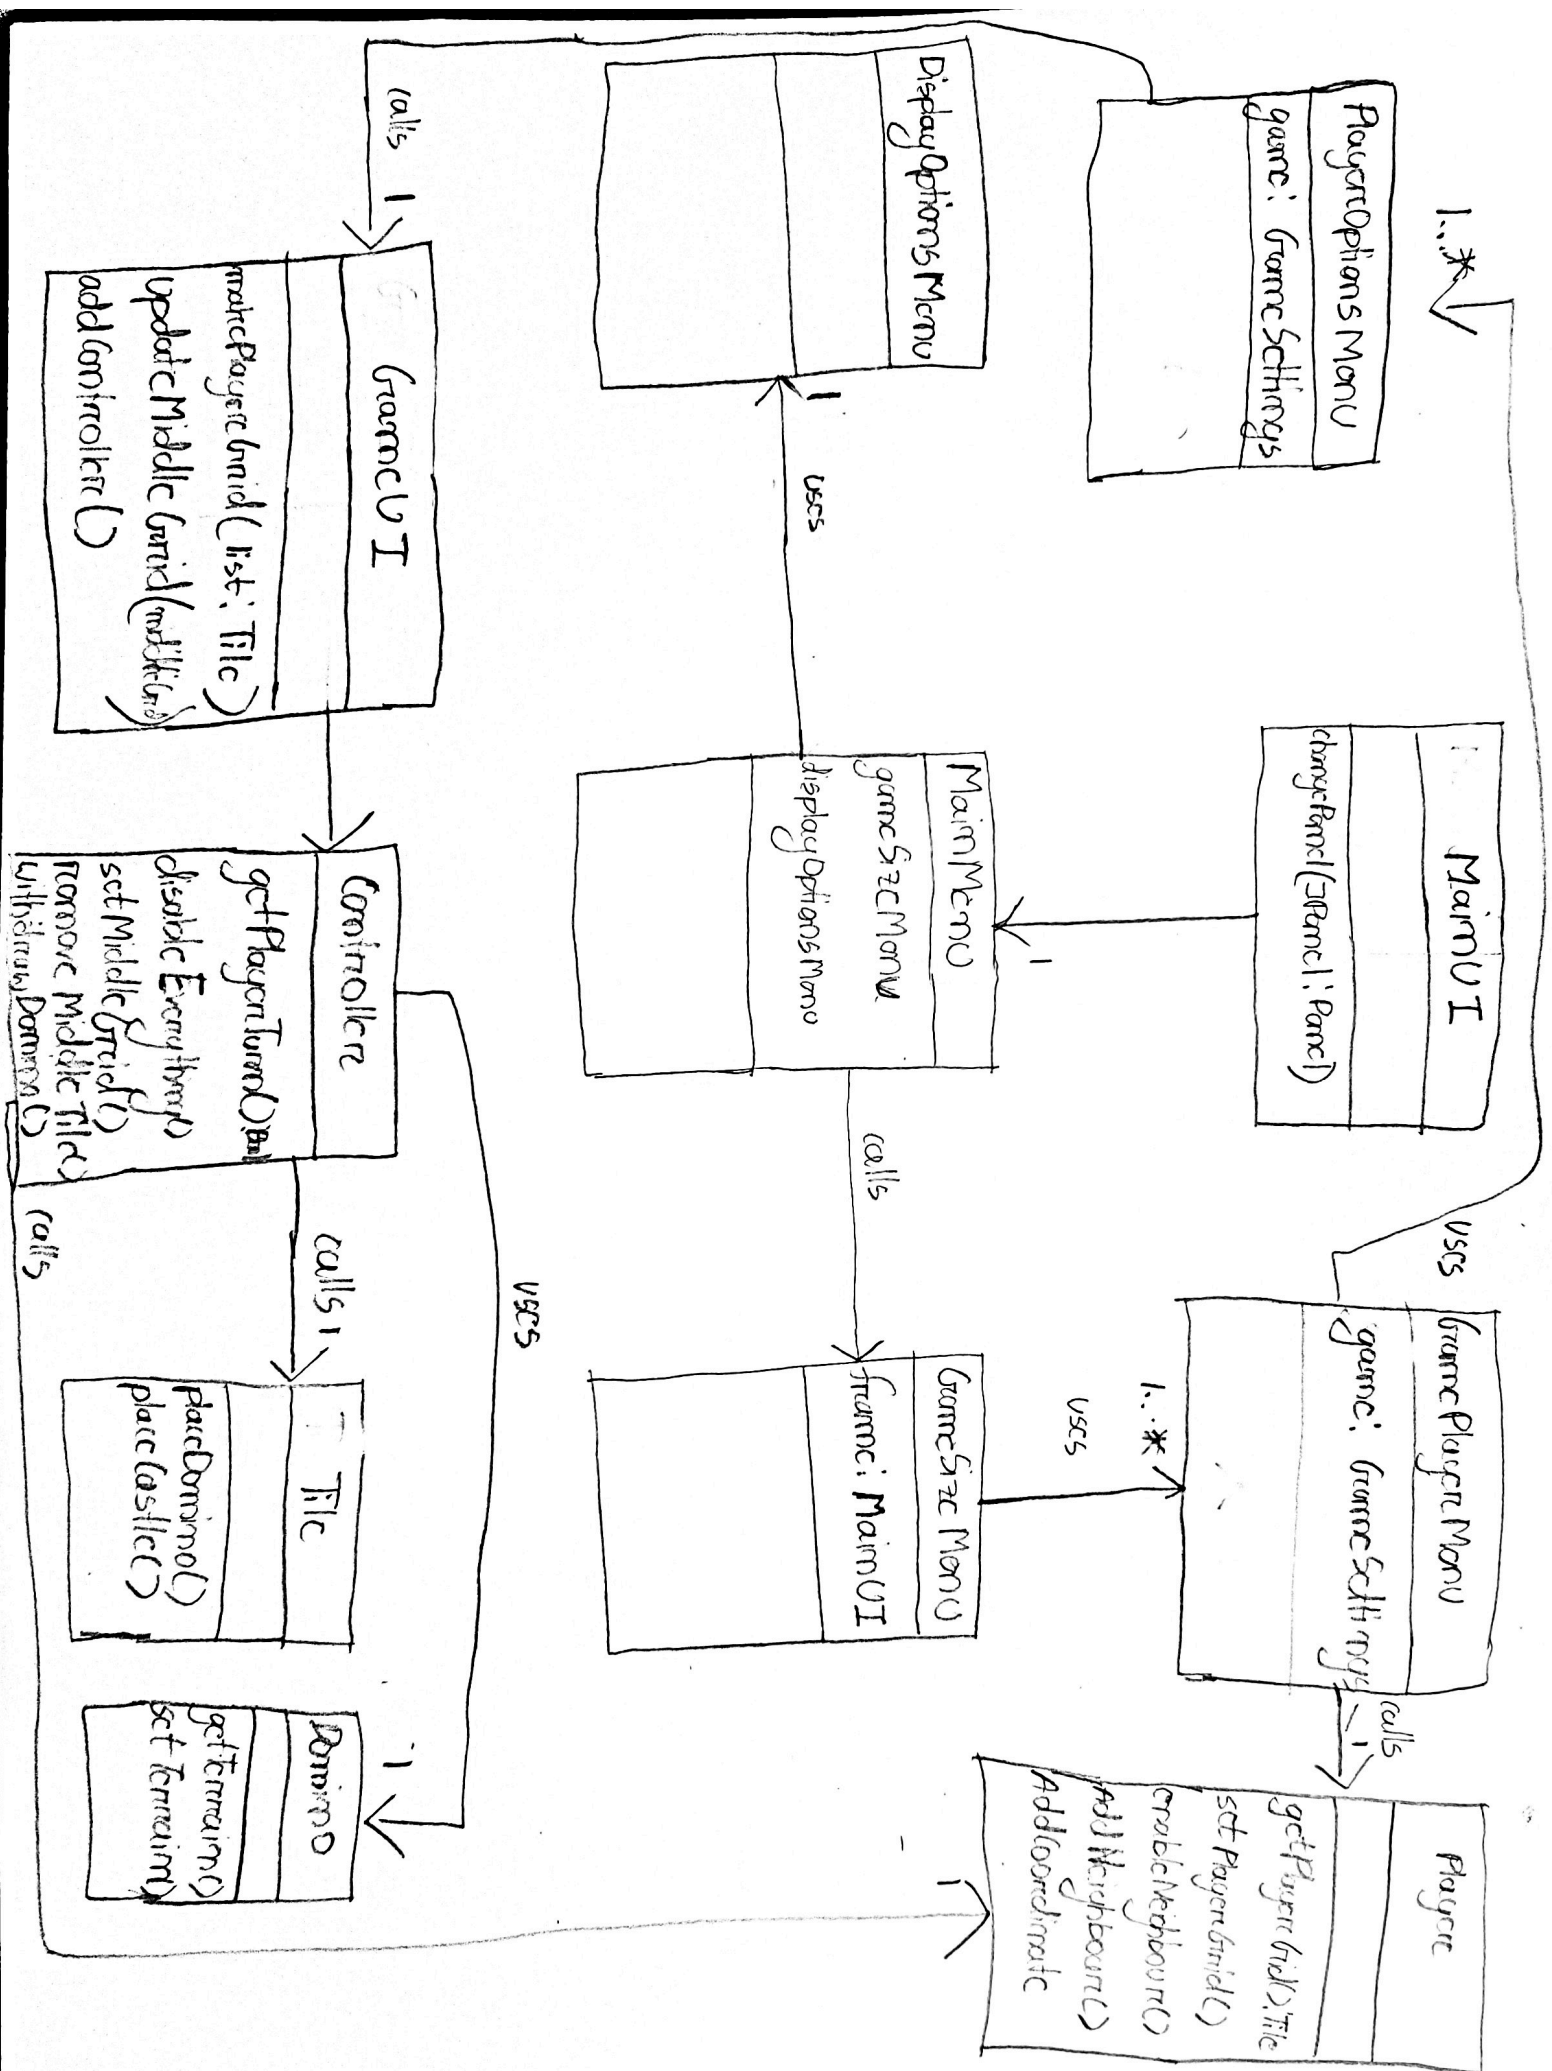 PlayerOptionsMenu
game: GameSettings
1..*
MainUI
changePanel(JPanel: Panel)
uses
GamePlayerMenu
game: GameSettings
calls
1
Player
getPlayerGrid():Tile
setPlayerGrid()
enableNeighbour()
AddNeighbour()
AddCoordinate
1
DisplayOptionsMenu
1
uses
MainMenu
gameSizeMenu
displayOptionsMenu
1
calls
GameSizeMenu
frame: MainUI
uses
1..*
calls
1
GameUI
makePlayerGrid(list: Tile)
updateMiddleGrid(middleGrid)
addController()
Controller
getPlayerTurn():Bool
disableEverything()
setMiddleGrid()
removeMiddleTile()
withdrawDomino()
calls
uses
calls 1
Tile
placeDomino()
placeCastle()
1
Domino
getTerrain()
setTerrain()